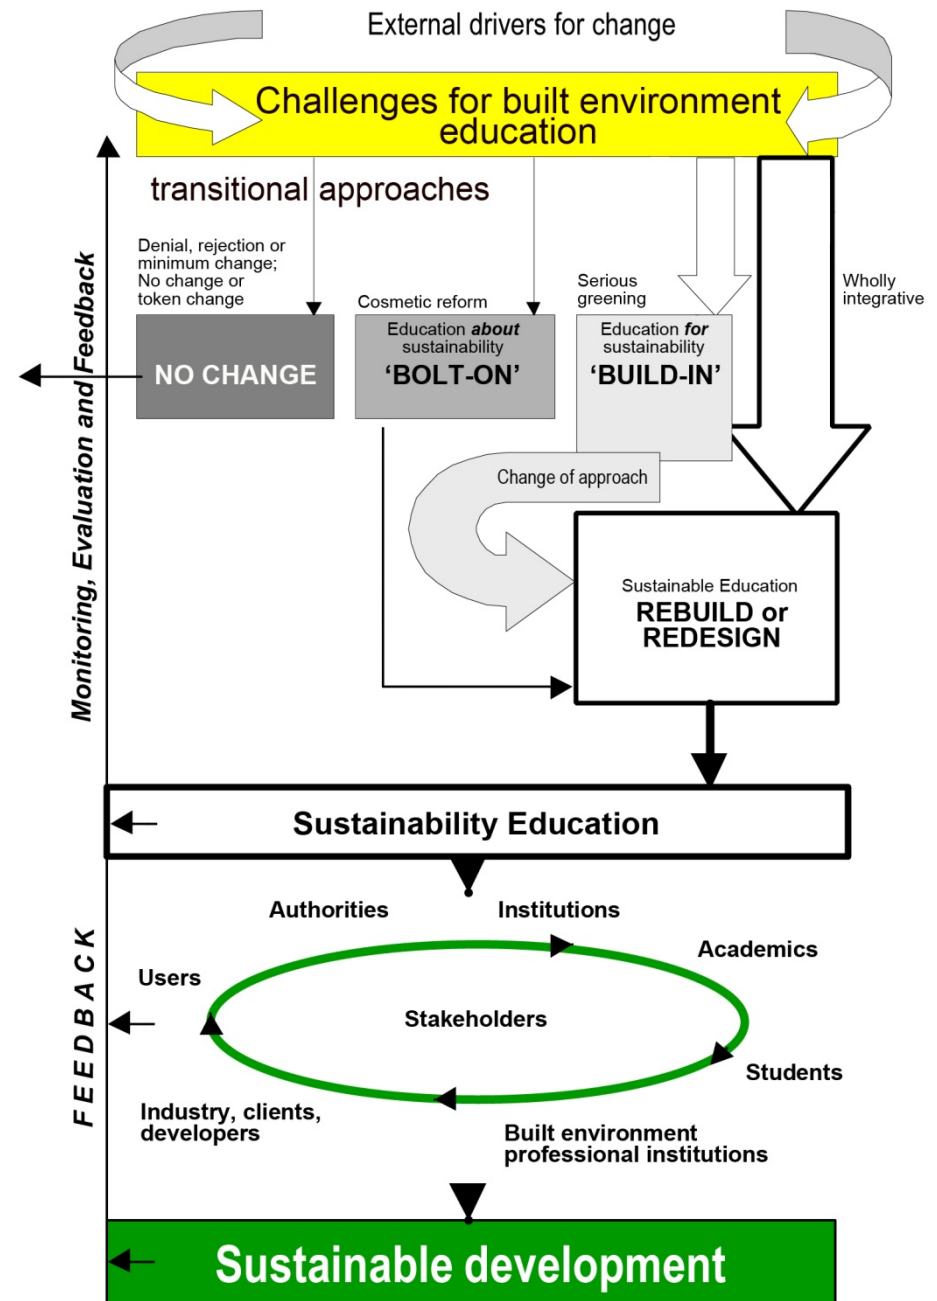 External drivers for change
Challenges for built environment
education
transitional approaches
Denial, rejection or
minimum change;
No change or
token change
NO CHANGE
Cosmetic reform
Education about
sustainability
‘BOLT-ON’
Serious
greening
Education for
sustainability
‘BUILD-IN’
Wholly
integrative
Change of approach
Sustainable Education
REBUILD or
REDESIGN
Monitoring, Evaluation and Feedback
Sustainability Education
FEEDBACK
Authorities
Institutions
Academics
Users
Stakeholders
Students
Industry, clients,
developers
Built environment
professional institutions
Sustainable development